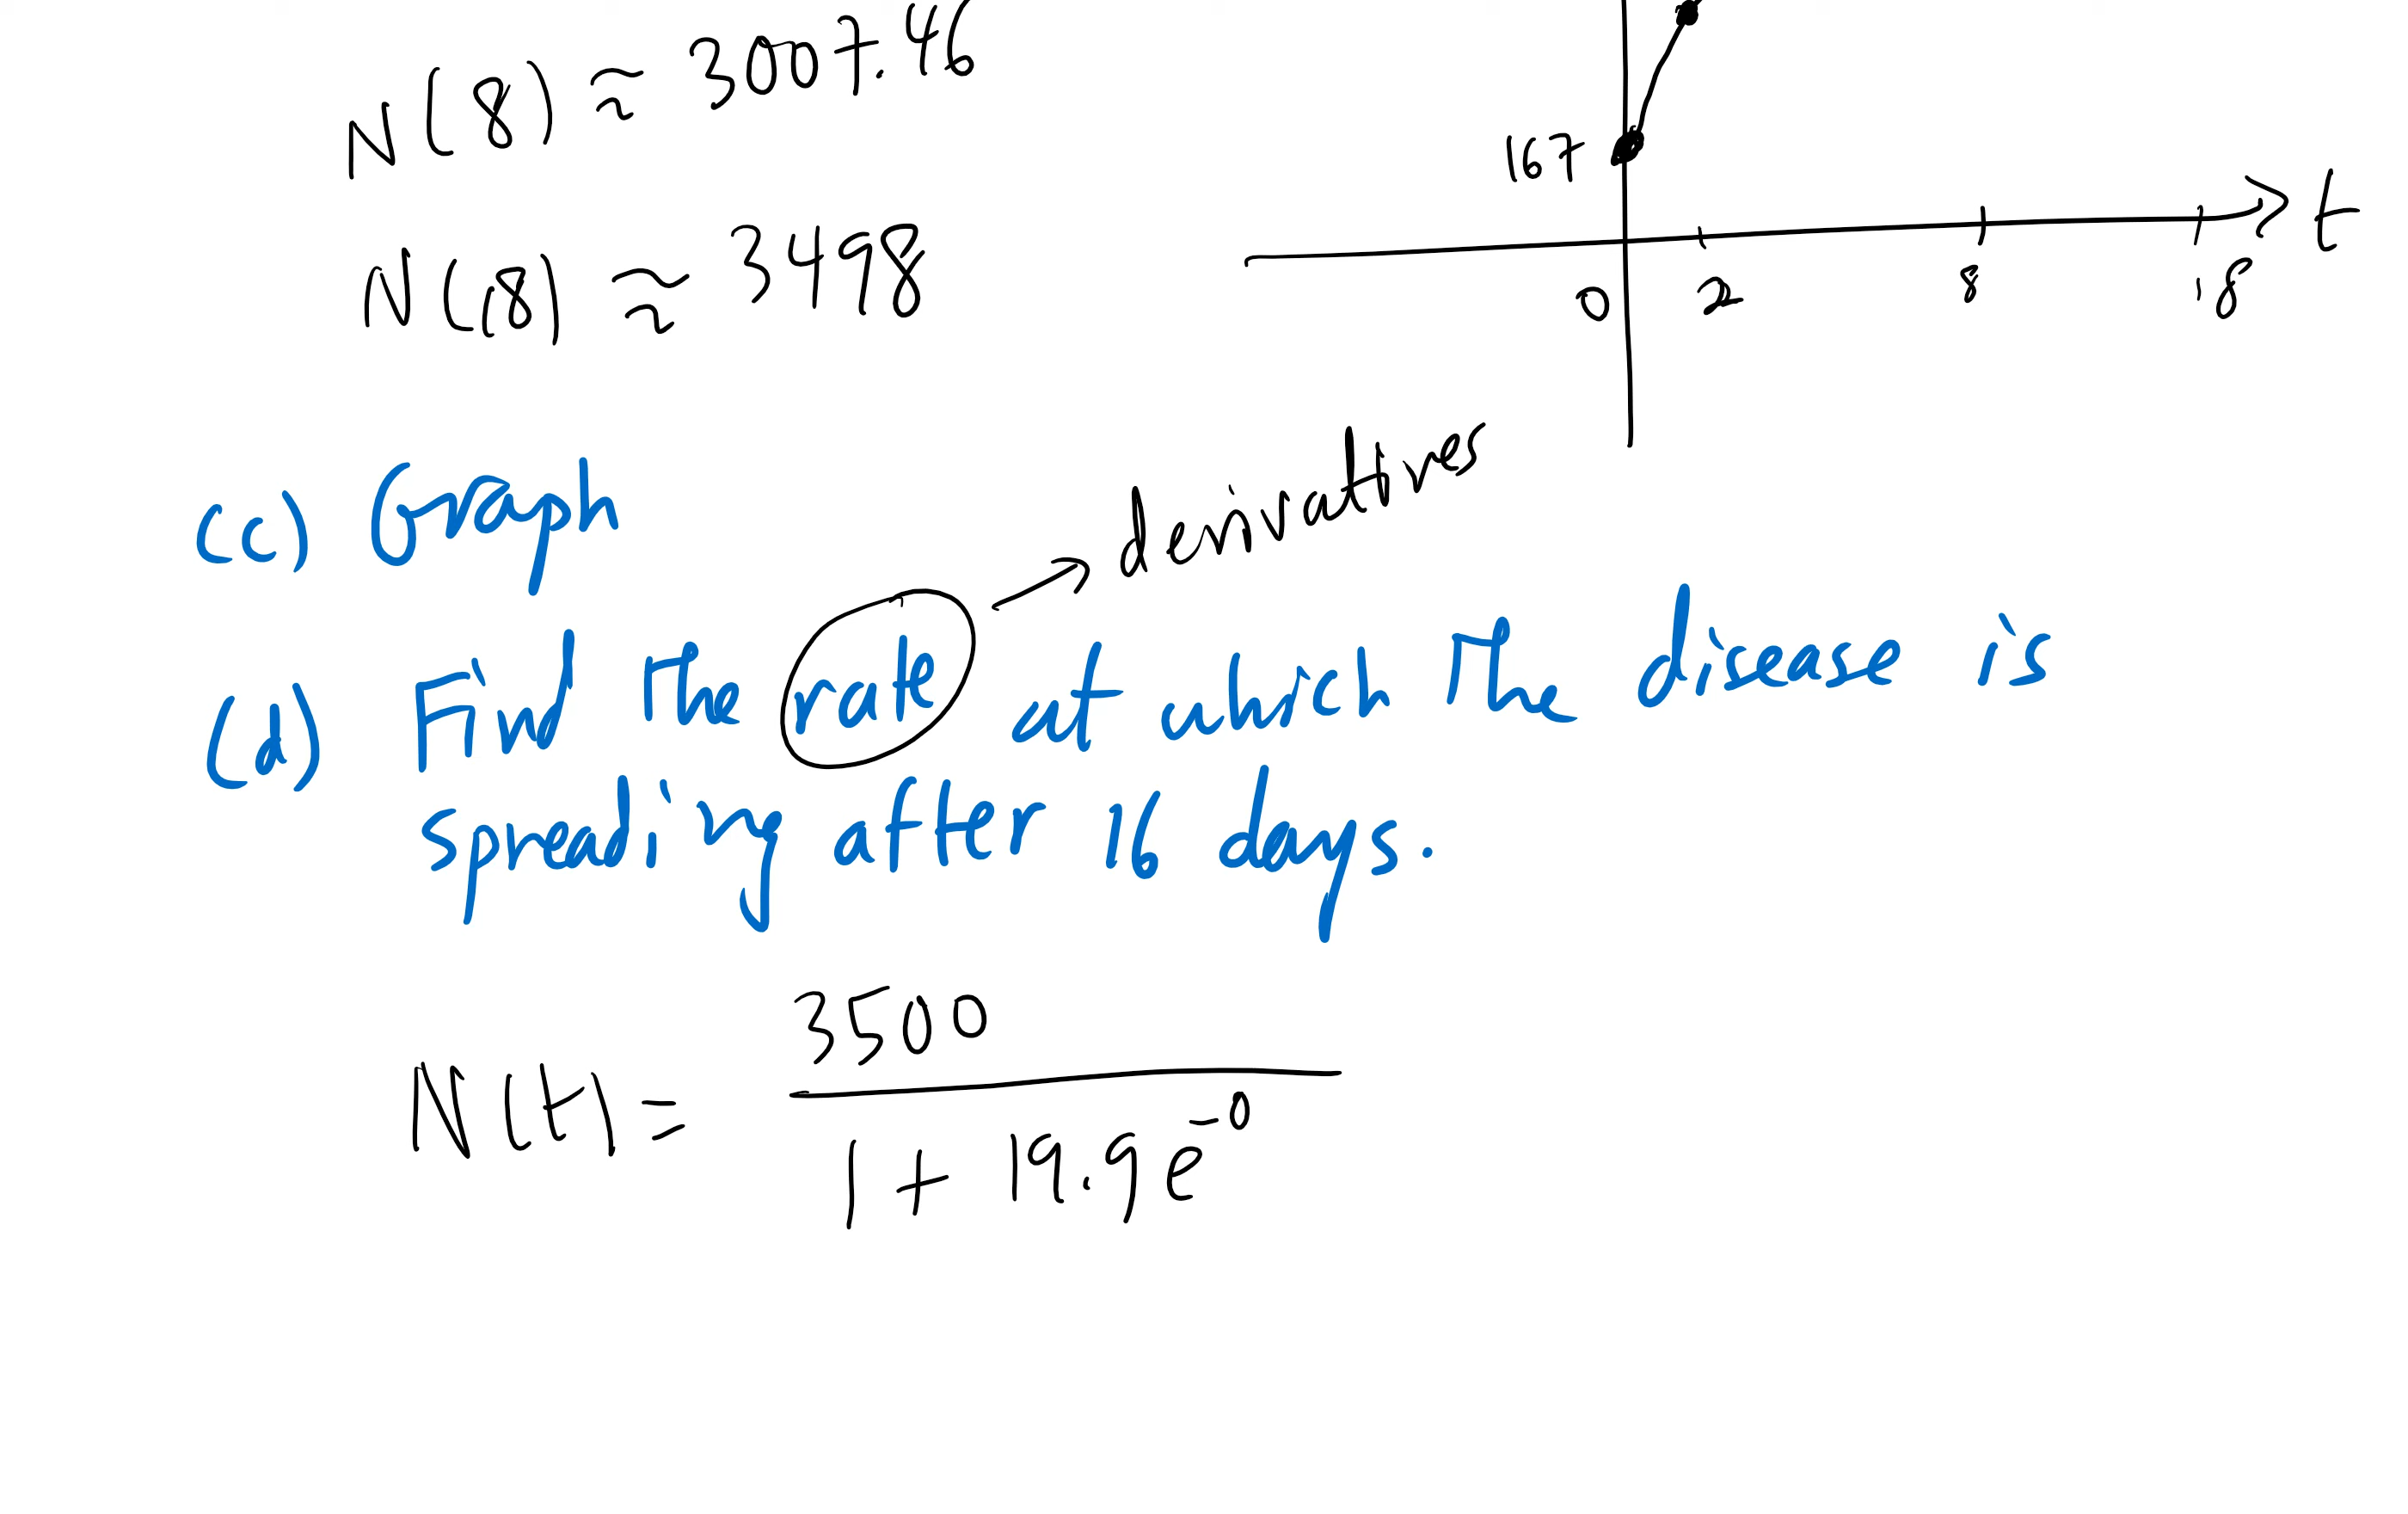 N(8) ≈ 3007.46
167
N(18) ≈ 3498
t
0 2 8 18
derivatives
(c) Graph
(d) Find the rate at which the disease is
spreading after 16 days.
N(t) = 3500 / 1 + 19.9e^-0